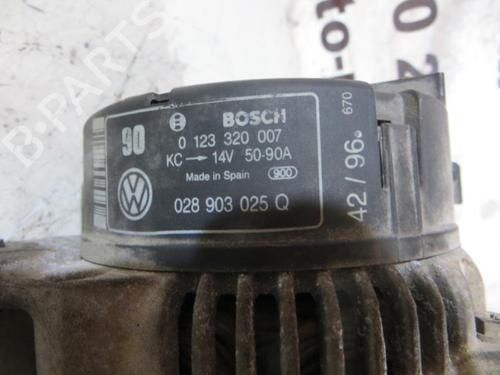 90
BOSCH
0 123 320 007
KC → 14V 50-90A
Made in Spain 900
028 903 025 Q
42 / 96
670
B-Parts